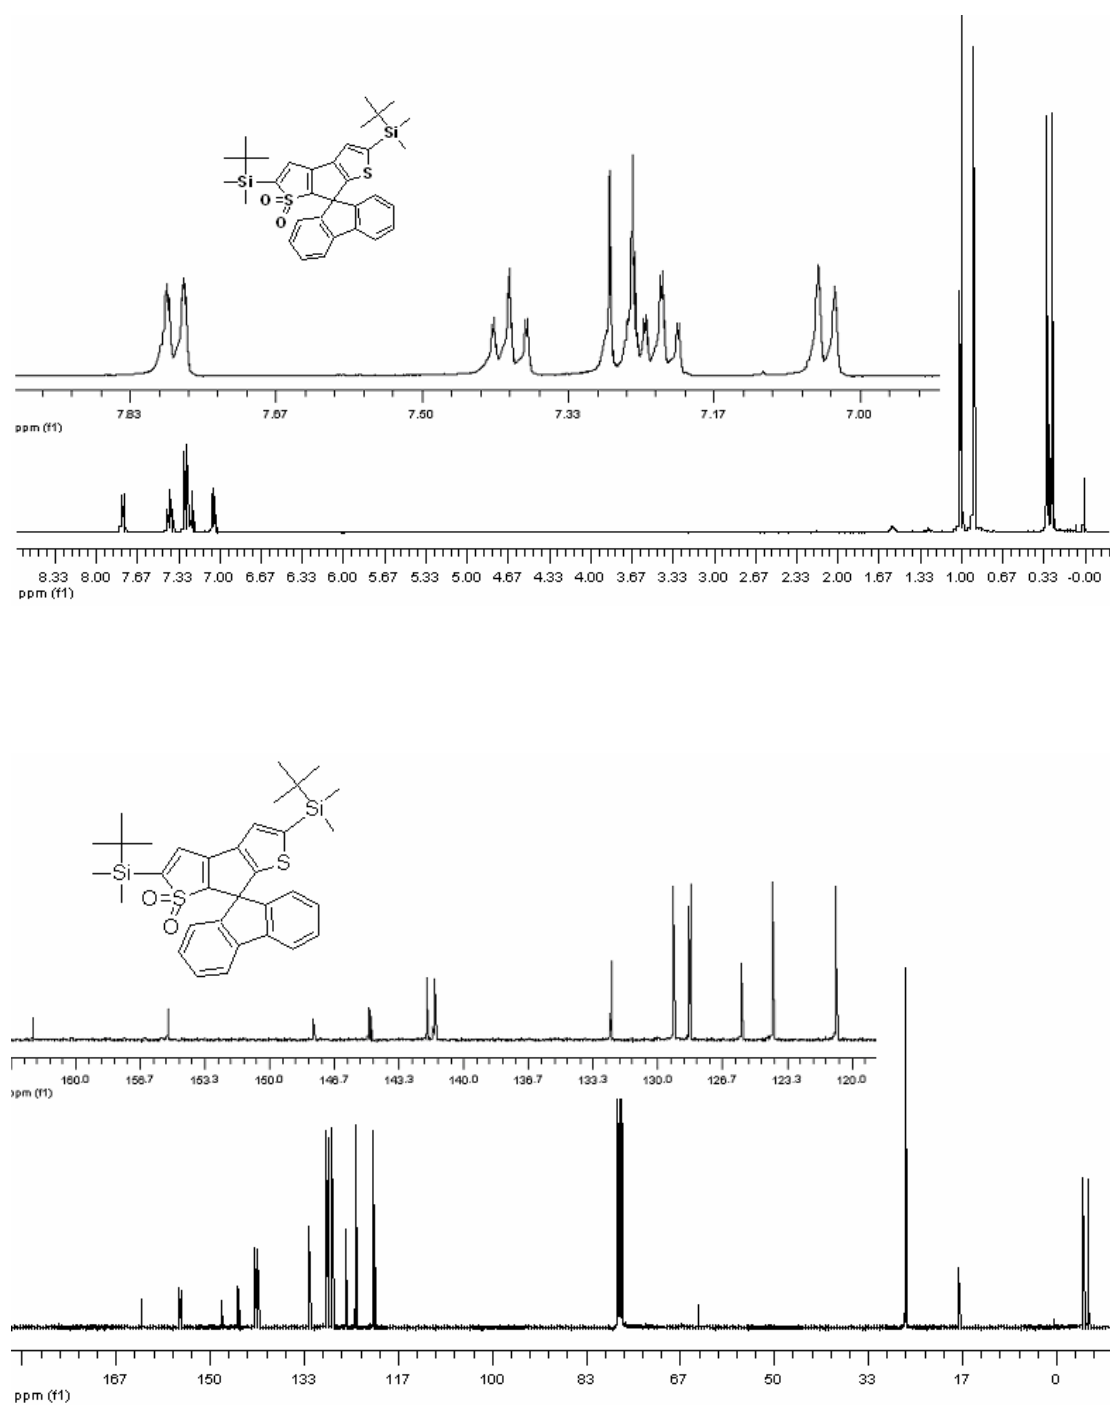 Si
Si
S
O
S
O
7.83 7.67 7.50 7.33 7.17 7.00
ppm (f1)
8.33 8.00 7.67 7.33 7.00 6.67 6.33 6.00 5.67 5.33 5.00 4.67 4.33 4.00 3.67 3.33 3.00 2.67 2.33 2.00 1.67 1.33 1.00 0.67 0.33 -0.00
ppm (f1)
Si
Si
S
O
S
O
160.0 156.7 153.3 150.0 146.7 143.3 140.0 136.7 133.3 130.0 126.7 123.3 120.0
ppm (f1)
167 150 133 117 100 83 67 50 33 17 0
ppm (f1)